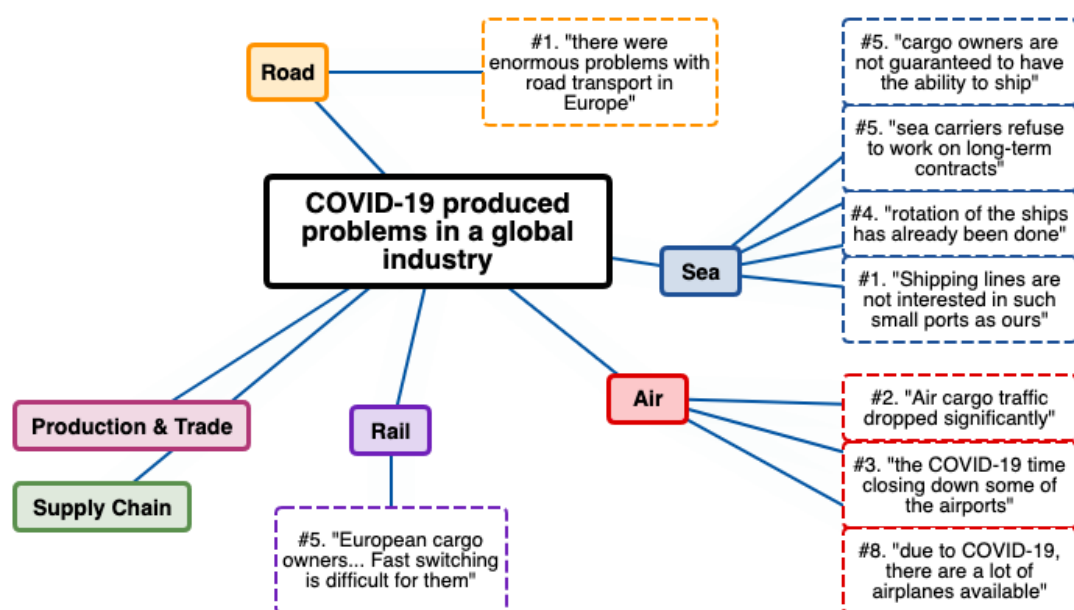 Road
#1. "there were
enormous problems with
road transport in
Europe"
#5. "cargo owners are
not guaranteed to have
the ability to ship"
#5. "sea carriers refuse
to work on long-term
contracts"
COVID-19 produced
problems in a global
industry
#4. "rotation of the ships
has already been done"
Sea
#1. "Shipping lines are
not interested in such
small ports as ours"
Air
#2. "Air cargo traffic
dropped significantly"
Production & Trade
Rail
#3. "the COVID-19 time
closing down some of
the airports"
Supply Chain
#5. "European cargo
owners... Fast switching
is difficult for them"
#8. "due to COVID-19,
there are a lot of
airplanes available"